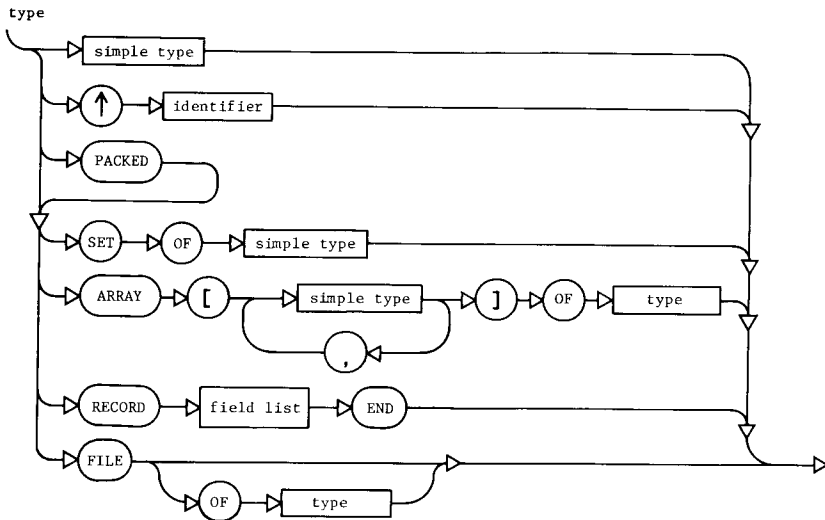 type
simple type
↑ identifier
PACKED
SET OF simple type
ARRAY [ simple type ] OF type
,
RECORD field list END
FILE
OF type